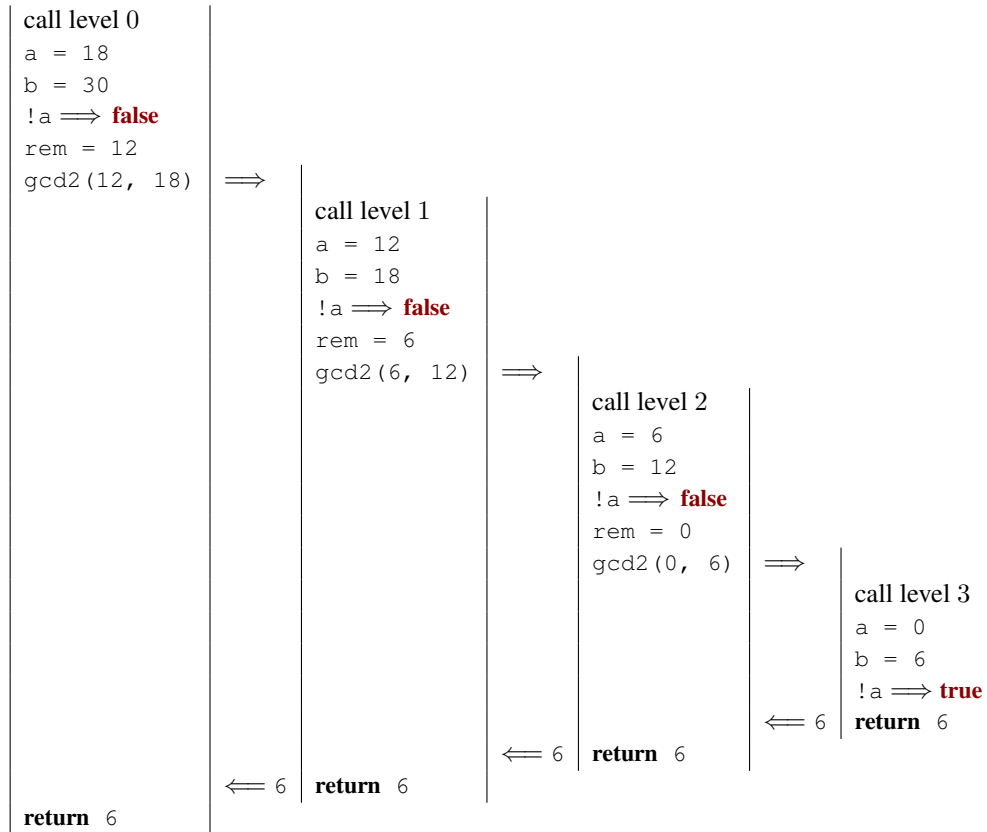 call level 0
a = 18
b = 30
!a ⟹ false
rem = 12
gcd2(12, 18) ⟹
call level 1
a = 12
b = 18
!a ⟹ false
rem = 6
gcd2(6, 12) ⟹
call level 2
a = 6
b = 12
!a ⟹ false
rem = 0
gcd2(0, 6) ⟹
call level 3
a = 0
b = 6
!a ⟹ true
⟸ 6 return 6
⟸ 6 return 6
⟸ 6 return 6
return 6